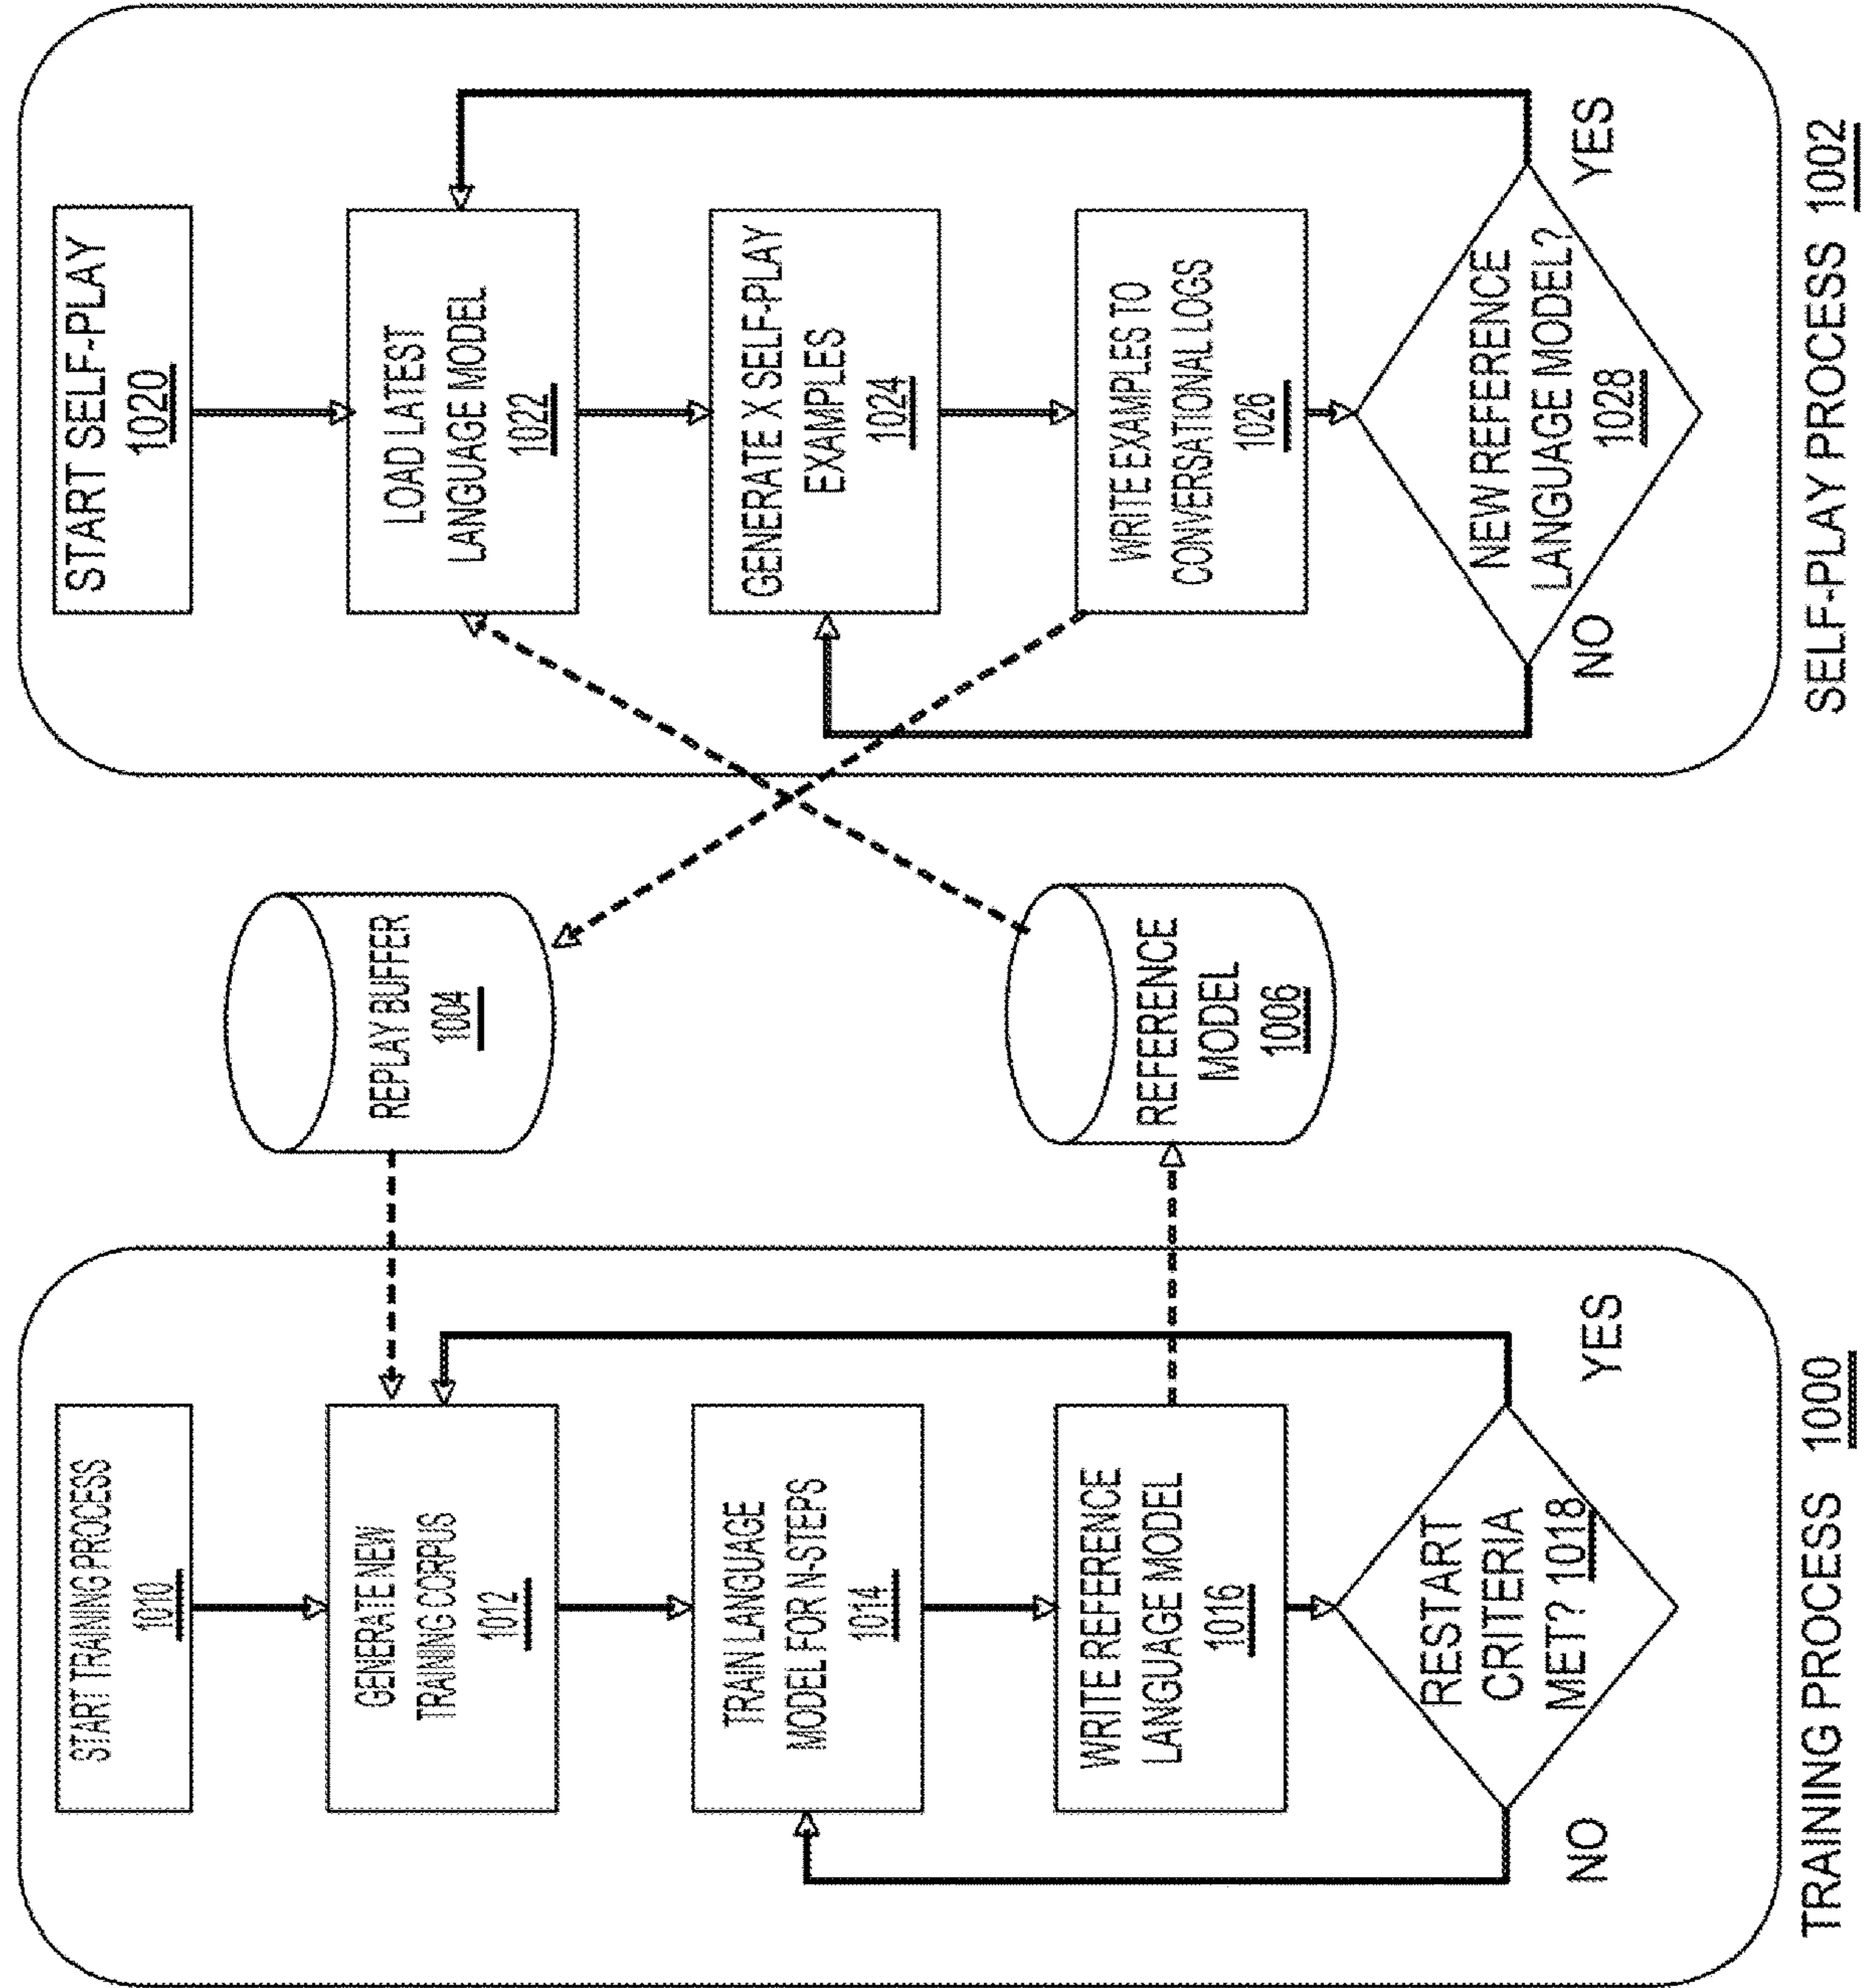 START TRAINING PROCESS
1010
GENERATE NEW
TRAINING CORPUS
1012
TRAIN LANGUAGE
MODEL FOR N-STEPS
1014
WRITE REFERENCE
LANGUAGE MODEL
1016
RESTART
CRITERIA
MET? 1018
NO
YES
TRAINING PROCESS 1000
REPLAY BUFFER
1004
REFERENCE
MODEL
1006
START SELF-PLAY
1020
LOAD LATEST
LANGUAGE MODEL
1022
GENERATE X SELF-PLAY
EXAMPLES
1024
WRITE EXAMPLES TO
CONVERSATIONAL LOGS
1026
NEW REFERENCE
LANGUAGE MODEL?
1028
NO
YES
SELF-PLAY PROCESS 1002